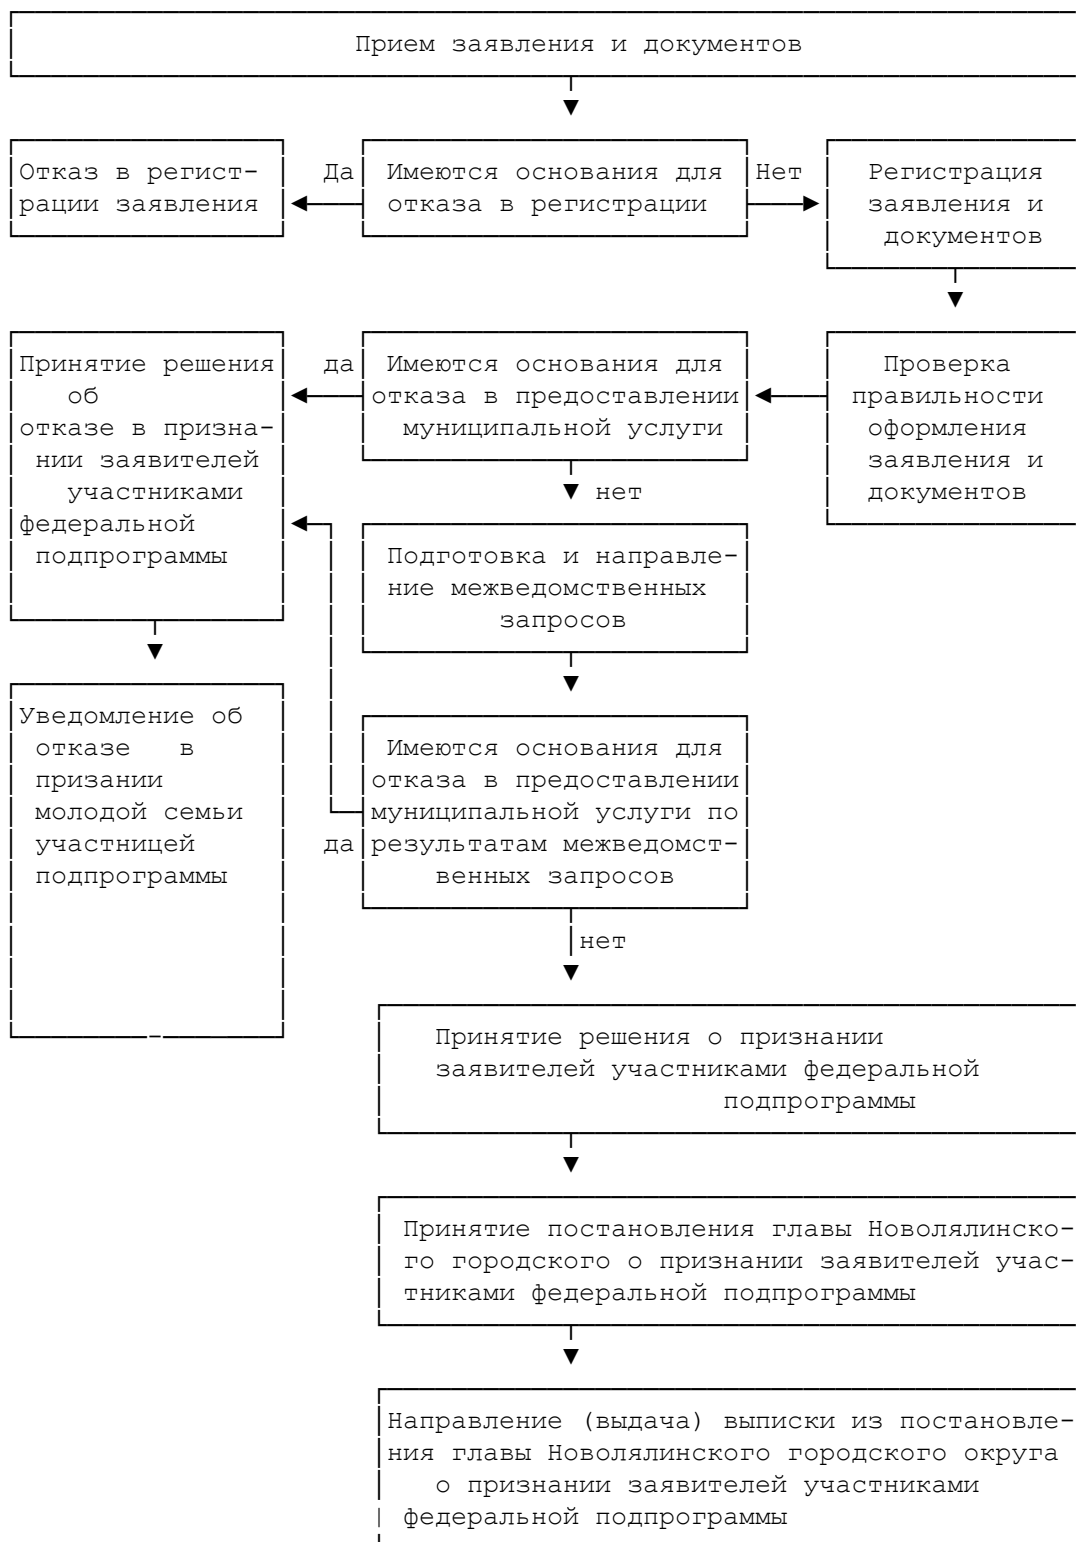 Прием заявления и документов
Отказ в регист-
рации заявления
Да
Имеются основания для
отказа в регистрации
Нет
Регистрация
заявления и
документов
Принятие решения
об
отказе в призна-
нии заявителей
участниками
федеральной
подпрограммы
да
Имеются основания для
отказа в предоставлении
муниципальной услуги
Проверка
правильности
оформления
заявления и
документов
нет
Подготовка и направле-
ние межведомственных
запросов
Уведомление об
отказе в
призании
молодой семьи
участницей
подпрограммы
да
Имеются основания для
отказа в предоставлении
муниципальной услуги по
результатам межведомст-
венных запросов
нет
Принятие решения о признании
заявителей участниками федеральной
подпрограммы
Принятие постановления главы Новолялинско-
го городского о признании заявителей учас-
тниками федеральной подпрограммы
Направление (выдача) выписки из постановле-
ния главы Новолялинского городского округа
о признании заявителей участниками
федеральной подпрограммы